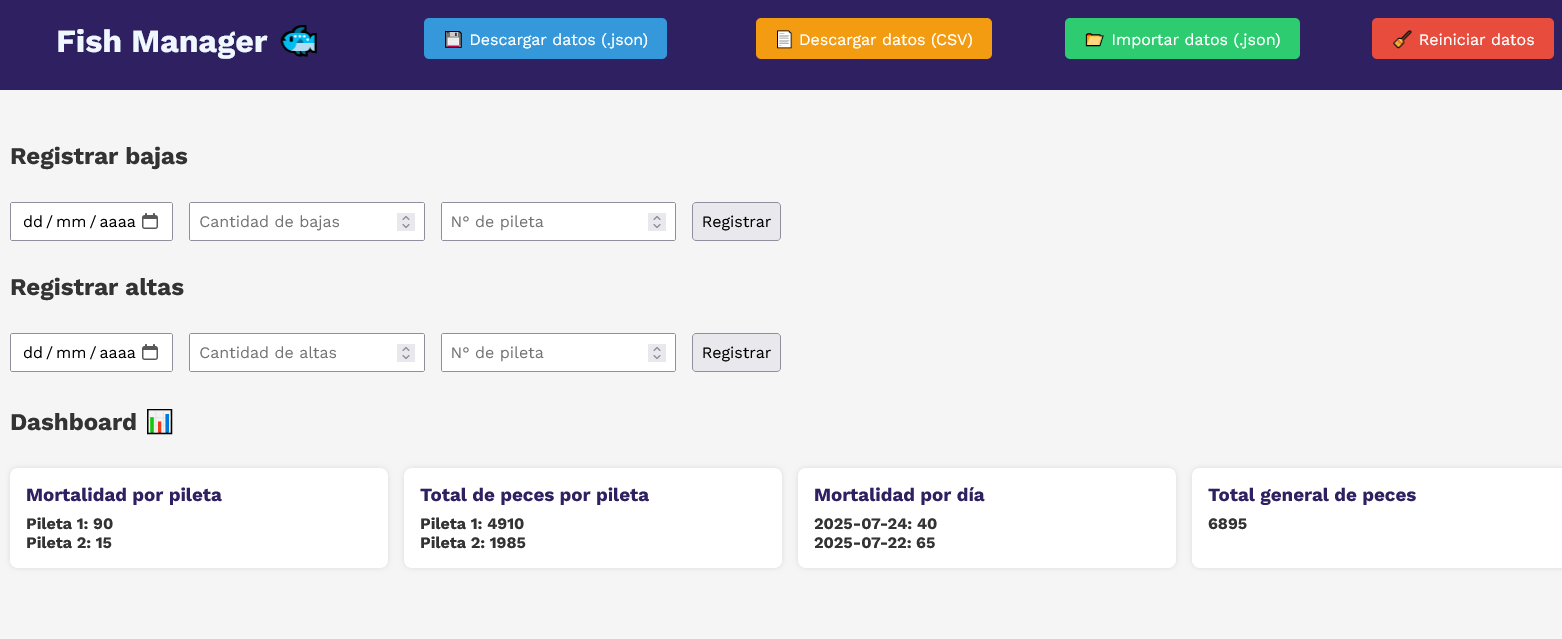 Fish Manager
Descargar datos (.json)
Descargar datos (CSV)
Importar datos (.json)
Reiniciar datos
Registrar bajas
dd / mm / aaaa
Cantidad de bajas
N° de pileta
Registrar
Registrar altas
dd / mm / aaaa
Cantidad de altas
N° de pileta
Registrar
Dashboard
Mortalidad por pileta
Pileta 1: 90
Pileta 2: 15
Total de peces por pileta
Pileta 1: 4910
Pileta 2: 1985
Mortalidad por día
2025-07-24: 40
2025-07-22: 65
Total general de peces
6895